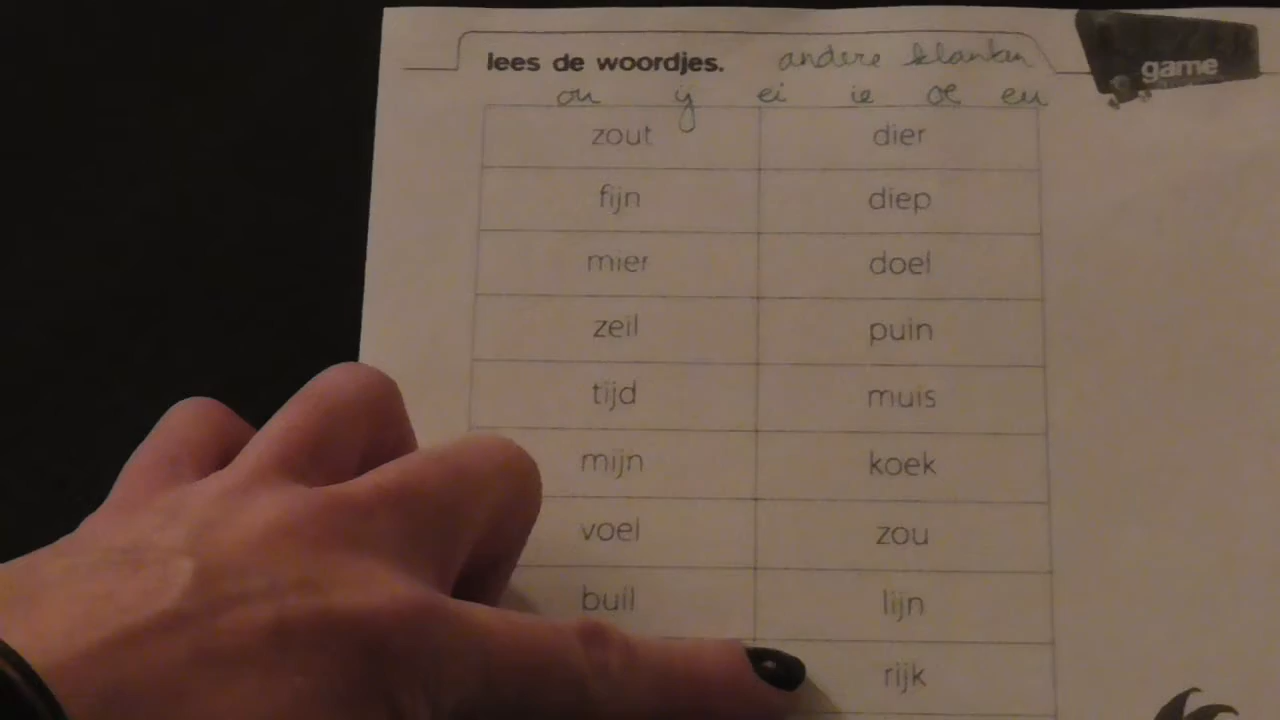 lees de woordjes. andere klanken
game
ou ij ei ie oe eu
zout dier
fijn diep
mier doel
zeil puin
tijd muis
mijn koek
voel zou
buil lijn
rijk